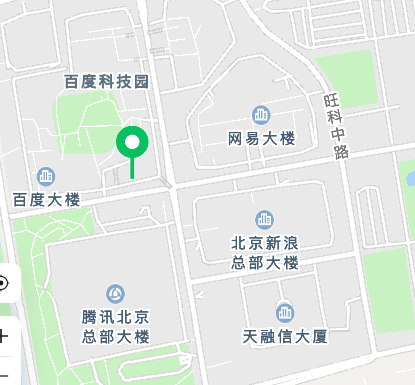 百度科技园
旺科中路
网易大楼
百度大楼
北京新浪
总部大楼
腾讯北京
总部大楼
天融信大厦